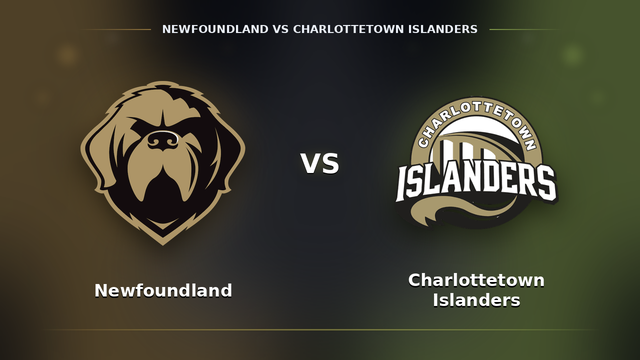 NEWFOUNDLAND VS CHARLOTTETOWN ISLANDERS
CHARLOTTETOWN
ISLANDERS
VS
Newfoundland
Charlottetown
Islanders